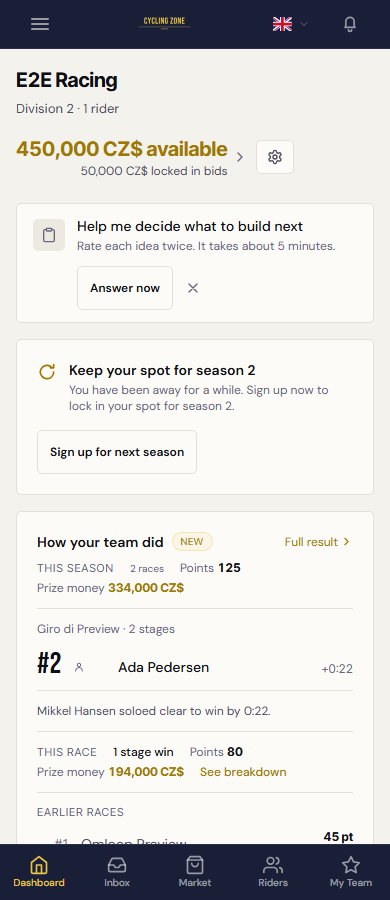 CYCLING ZONE
E2E Racing
Division 2 · 1 rider
450,000 CZ$ available
50,000 CZ$ locked in bids
Help me decide what to build next
Rate each idea twice. It takes about 5 minutes.
Answer now
Keep your spot for season 2
You have been away for a while. Sign up now to
lock in your spot for season 2.
Sign up for next season
How your team did NEW Full result
THIS SEASON 2 races Points 125
Prize money 334,000 CZ$
Giro di Preview · 2 stages
#2 Ada Pedersen +0:22
Mikkel Hansen soloed clear to win by 0:22.
THIS RACE 1 stage win Points 80
Prize money 194,000 CZ$ See breakdown
EARLIER RACES
#1 Omloop Preview 45 pt
Dashboard Inbox Market Riders My Team